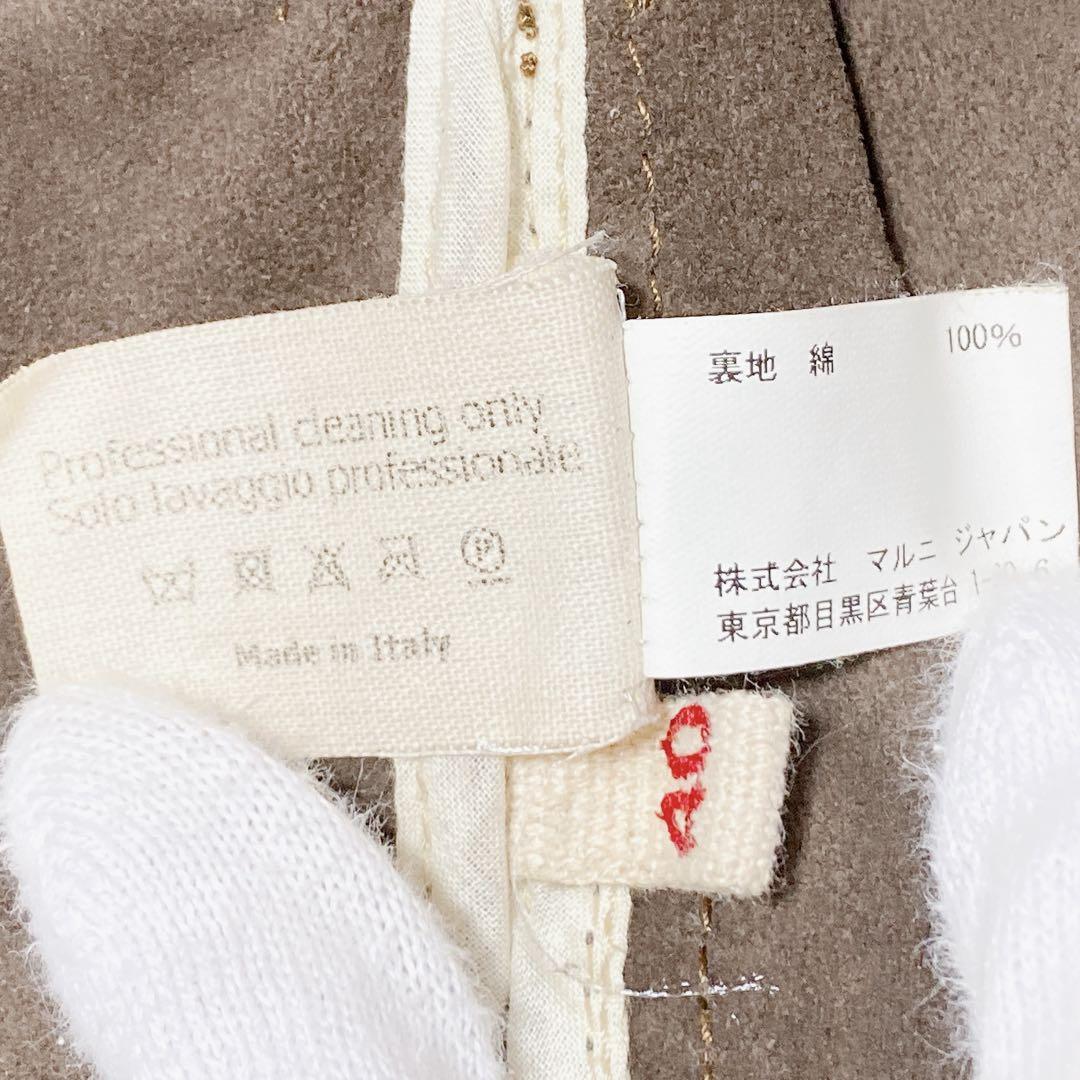 Professional cleaning only
Solo lavaggio professionale
P
Made in Italy
裏地 綿 100%
株式会社 マルニ ジャパン
東京都目黒区青葉台
40